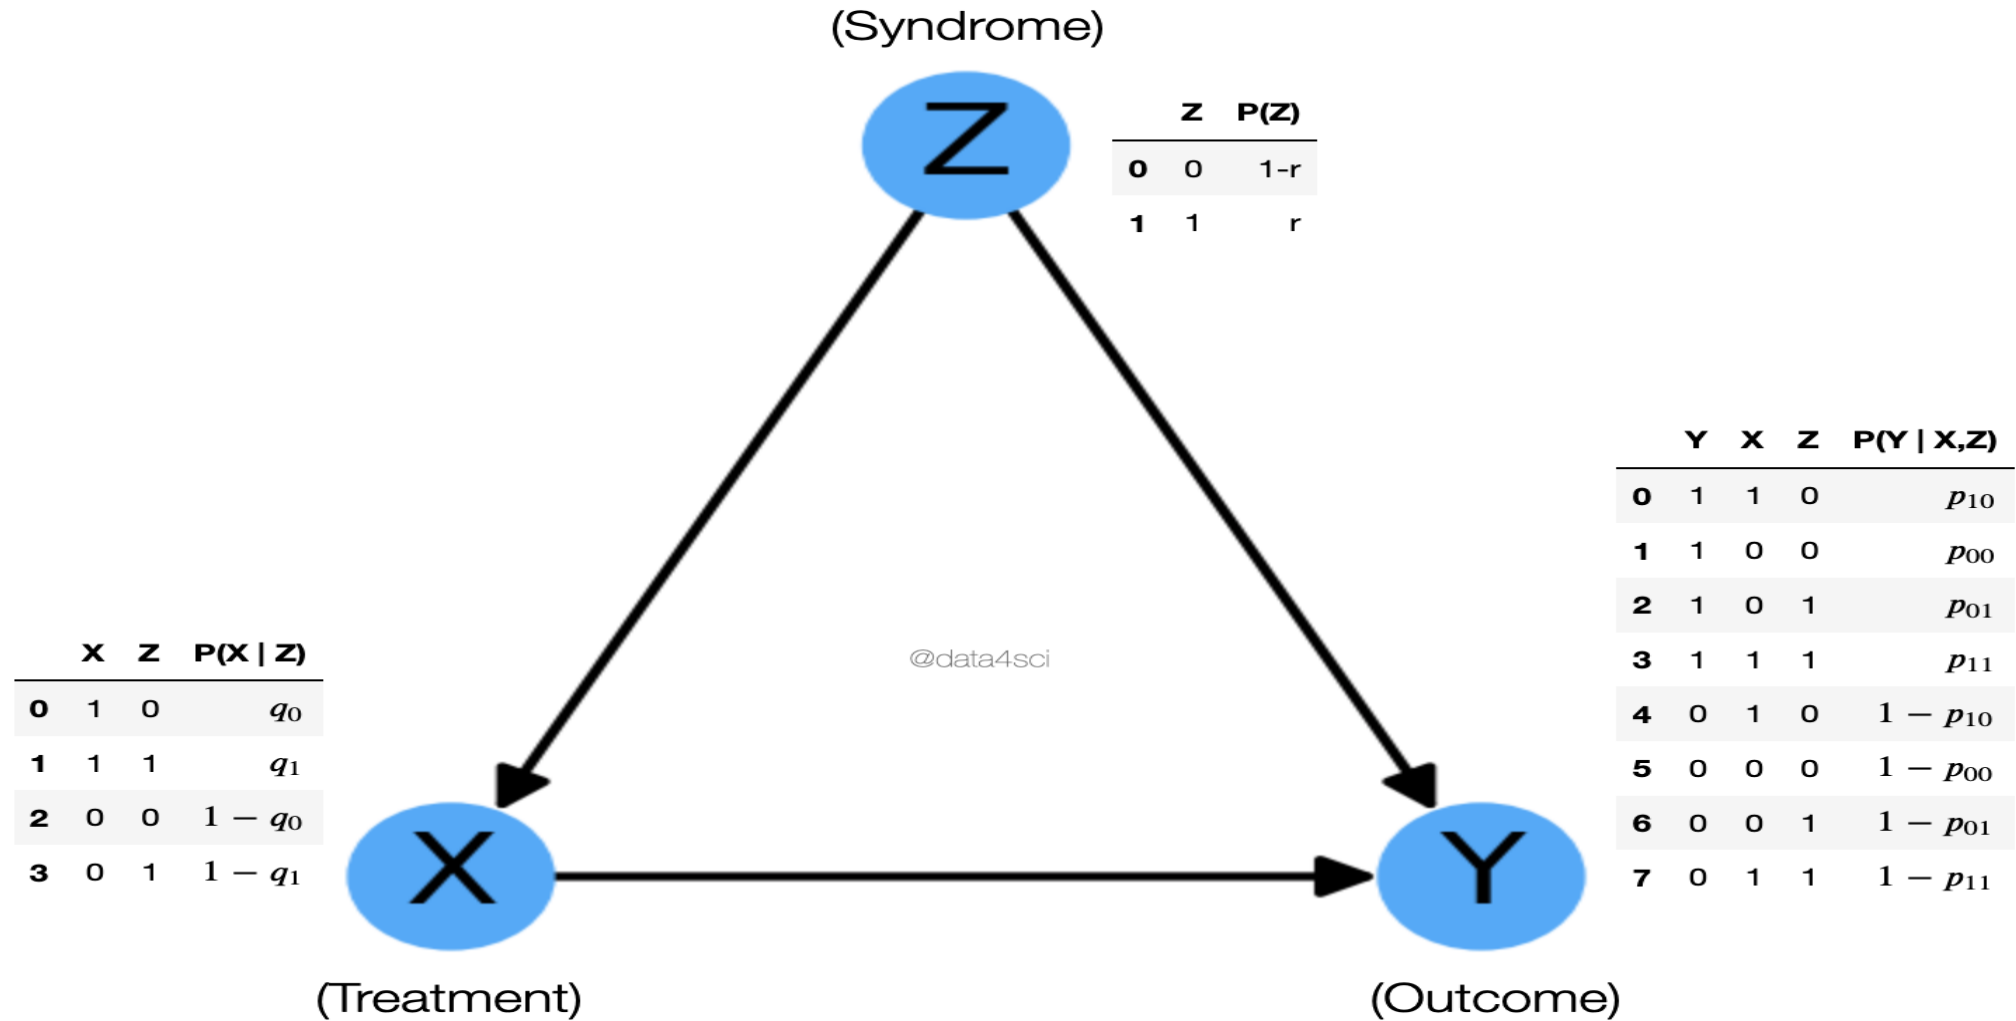 (Syndrome)
Z
Z P(Z)
0 0 1-r
1 1 r
Y X Z P(Y | X,Z)
0 1 1 0 p₁₀
1 1 0 0 p₀₀
2 1 0 1 p₀₁
3 1 1 1 p₁₁
4 0 1 0 1 − p₁₀
5 0 0 0 1 − p₀₀
6 0 0 1 1 − p₀₁
7 0 1 1 1 − p₁₁
@data4sci
X Z P(X | Z)
0 1 0 q₀
1 1 1 q₁
2 0 0 1 − q₀
3 0 1 1 − q₁
X
Y
(Treatment)
(Outcome)